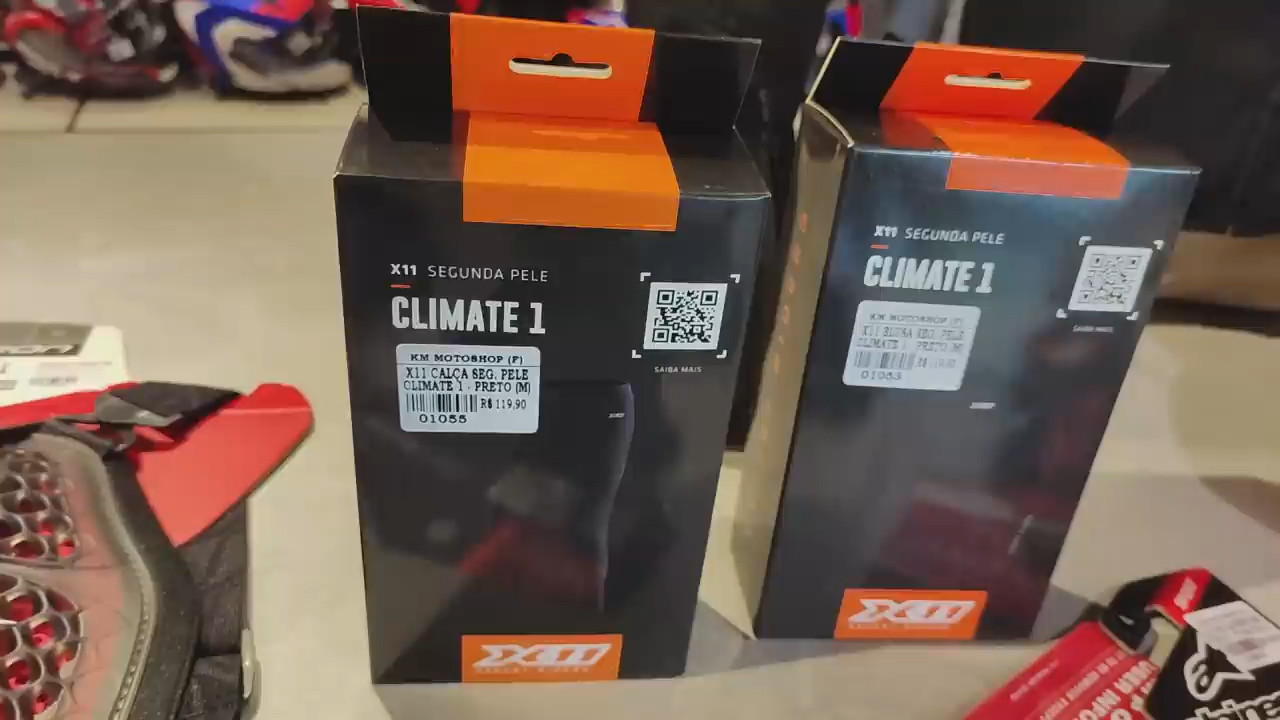 X11 SEGUNDA PELE
CLIMATE 1
KM MOTOSHOP (F)
X11 CALÇA SEG. PELE
CLIMATE 1 - PRETO (M)
R$ 119,90
01055
SAIBA MAIS
X11
X11 SEGUNDA PELE
CLIMATE 1
KM MOTOSHOP (F)
X11 BLUSA SEG. PELE
CLIMATE 1 - PRETO (M)
R$ 119,90
01053
SAIBA MAIS
X11